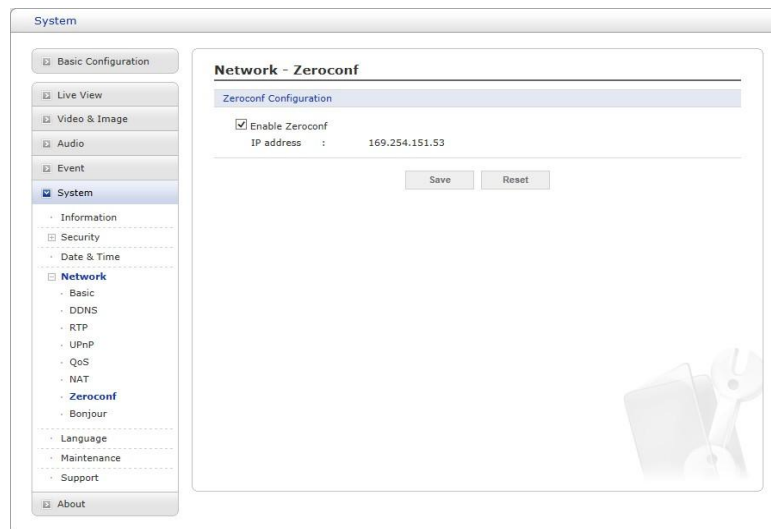 System
Basic Configuration
Live View
Video & Image
Audio
Event
System
Information
Security
Date & Time
Network
Basic
DDNS
RTP
UPnP
QoS
NAT
Zeroconf
Bonjour
Language
Maintenance
Support
About
Network - Zeroconf
Zeroconf Configuration
Enable Zeroconf
IP address : 169.254.151.53
Save Reset